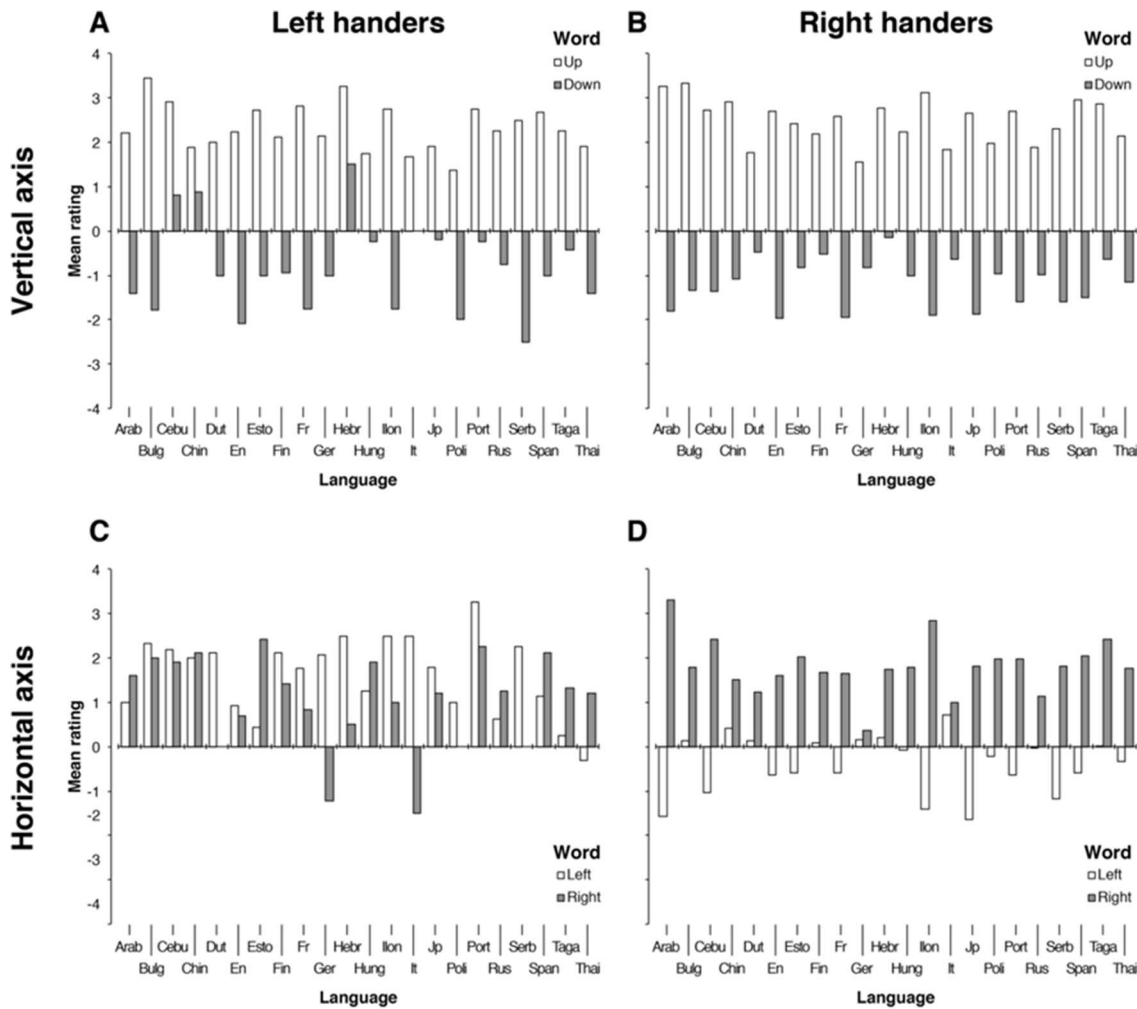 A
Left handers
B
Right handers
Word
Up
Down
Word
Up
Down
Vertical axis
Mean rating
4
3
2
1
0
-1
-2
-3
-4
Arab Cebu Dut Esto Fr Hebr Ilon Jp Port Serb Taga
Bulg Chin En Fin Ger Hung It Poli Rus Span Thai
Language
Arab Cebu Dut Esto Fr Hebr Ilon Jp Port Serb Taga
Bulg Chin En Fin Ger Hung It Poli Rus Span Thai
Language
C
D
Horizontal axis
Mean rating
4
3
2
1
0
-1
-2
-3
-4
Word
Left
Right
Word
Left
Right
Arab Cebu Dut Esto Fr Hebr Ilon Jp Port Serb Taga
Bulg Chin En Fin Ger Hung It Poli Rus Span Thai
Language
Arab Cebu Dut Esto Fr Hebr Ilon Jp Port Serb Taga
Bulg Chin En Fin Ger Hung It Poli Rus Span Thai
Language